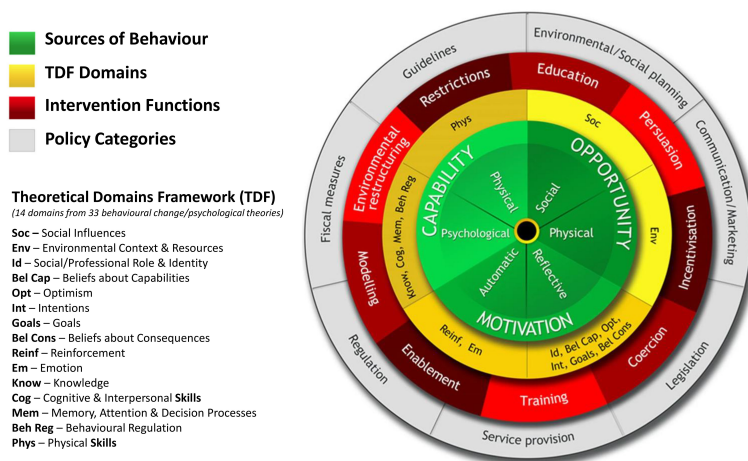 Sources of Behaviour
TDF Domains
Intervention Functions
Policy Categories
Theoretical Domains Framework (TDF)
(14 domains from 33 behavioural change/psychological theories)
Soc – Social Influences
Env – Environmental Context & Resources
Id – Social/Professional Role & Identity
Bel Cap – Beliefs about Capabilities
Opt – Optimism
Int – Intentions
Goals – Goals
Bel Cons – Beliefs about Consequences
Reinf – Reinforcement
Em – Emotion
Know – Knowledge
Cog – Cognitive & Interpersonal Skills
Mem – Memory, Attention & Decision Processes
Beh Reg – Behavioural Regulation
Phys – Physical Skills
Guidelines
Environmental/Social planning
Communication/Marketing
Legislation
Service provision
Regulation
Fiscal measures
Restrictions
Education
Persuasion
Incentivisation
Coercion
Training
Enablement
Modelling
Environmental
restructuring
Phys
Soc
Env
Id, Bel Cap, Opt,
Int, Goals, Bel Cons
Reinf, Em
Know, Cog, Mem, Beh Reg
CAPABILITY
OPPORTUNITY
MOTIVATION
Physical
Social
Physical
Reflective
Automatic
Psychological